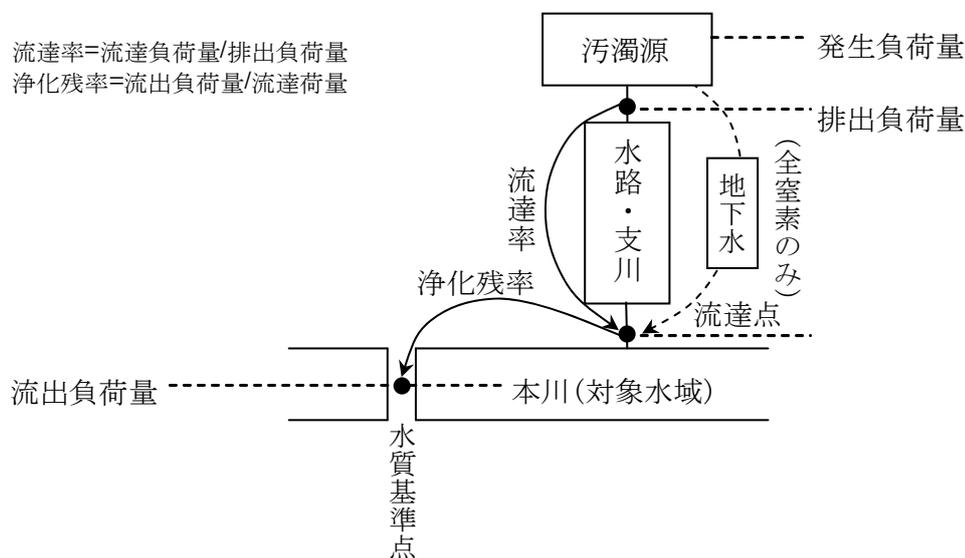 流達率=流達負荷量/排出負荷量
浄化残率=流出負荷量/流達荷量
汚濁源
発生負荷量
排出負荷量
水路・支川
地下水
(全窒素のみ)
流達率
浄化残率
流達点
流出負荷量
本川(対象水域)
水質基準点